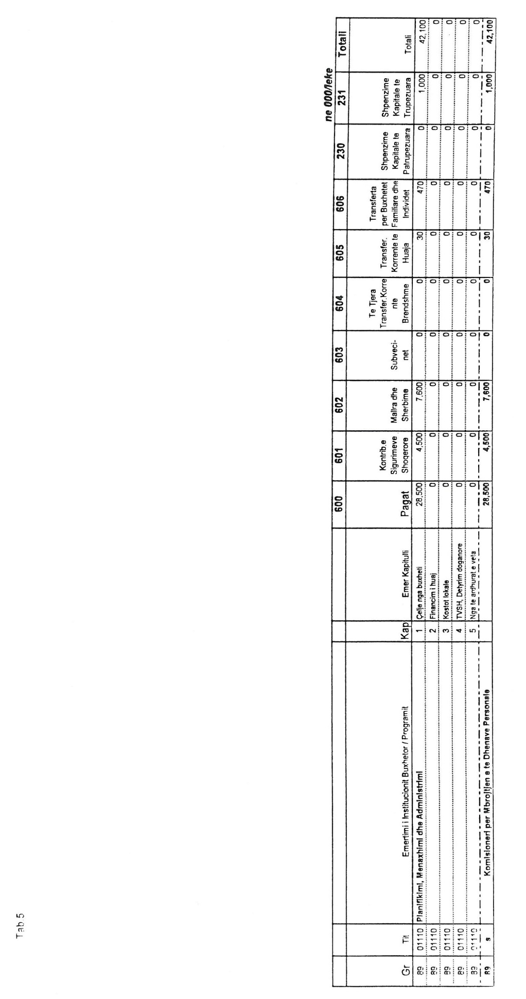 Tab.5
ne 000/leke
600 601 602 603 604 605 606 230 231 Totali
Gr Tit Emertimi i Institucionit Buxhetor / Programit Kap Emer Kapitulli Pagat Kontrib.e Sigurimeve Shoqerore Mallra dhe Sherbime Subveci-net Te Tjera Transfer.Korrente Brendshme Transfer. Korrente te Huaja Transferta per Buxhetet Familiare dhe Individet Shpenzime Kapitale te Patrupezuara Shpenzime Kapitale te Trupezuara Totali
89 01110 Planifikimi, Menaxhimi dhe Administrimi 1 Çelje nga buxheti 28,500 4,500 7,600 0 0 30 470 0 1,000 42,100
89 01110 2 Financim i huaj 0 0 0 0 0 0 0 0 0 0
89 01110 3 Kostot lokale 0 0 0 0 0 0 0 0 0 0
89 01110 4 TVSH, Detyrim doganore 0 0 0 0 0 0 0 0 0 0
89 01110 5 Nga te ardhurat e veta 0 0 0 0 0 0 0 0 0 0
89 s Komisioneri per Mbrojtjen e te Dhenave Personale 28,500 4,500 7,600 0 0 30 470 0 1,000 42,100